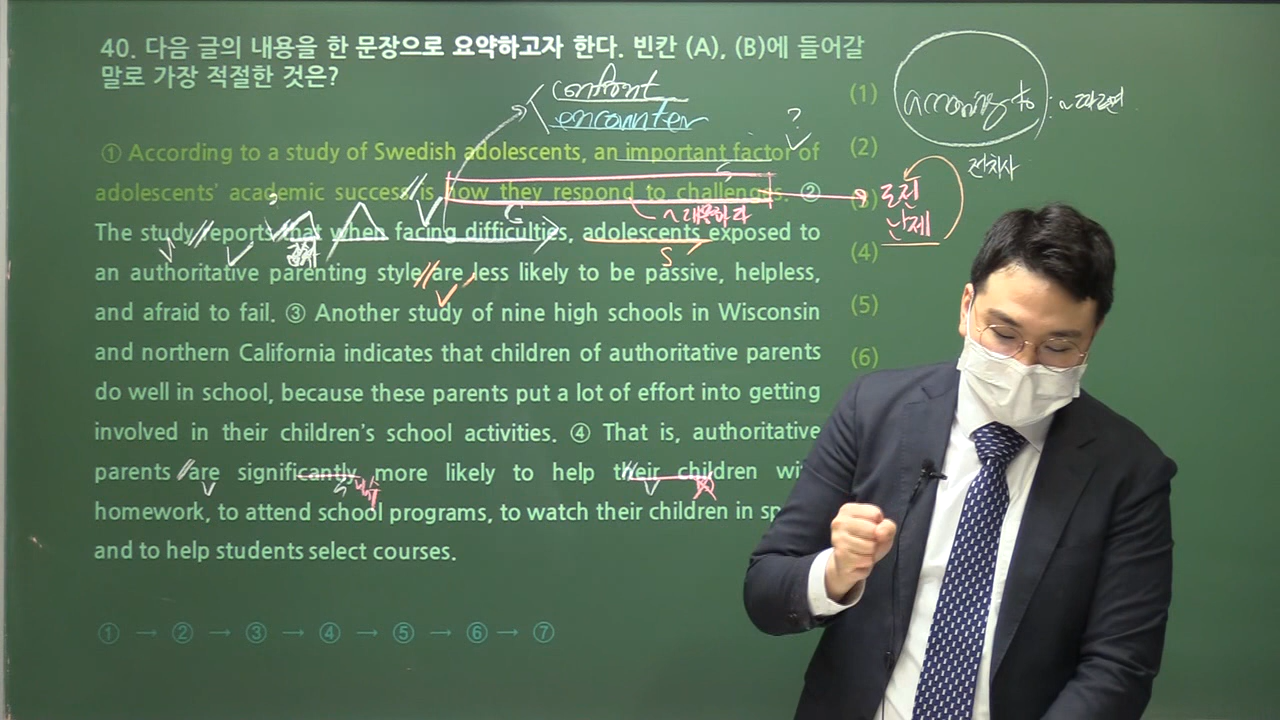 40. 다음 글의 내용을 한 문장으로 요약하고자 한다. 빈칸 (A), (B)에 들어갈
말로 가장 적절한 것은?
confront
encounter
① According to a study of Swedish adolescents, an important factor of
adolescents' academic success is how they respond to challenges. ②
~대응하다
The study reports that when facing difficulties, adolescents exposed to
an authoritative parenting style are less likely to be passive, helpless,
and afraid to fail. ③ Another study of nine high schools in Wisconsin
and northern California indicates that children of authoritative parents
do well in school, because these parents put a lot of effort into getting
involved in their children's school activities. ④ That is, authoritative
parents are significantly more likely to help their children
homework, to attend school programs, to watch their children in
and to help students select courses.
① → ② → ③ → ④ → ⑤ → ⑥ → ⑦
(1)
(2)
(4)
(5)
(6)
according to : ~따르면
전치사
도전
난제
S
C
S